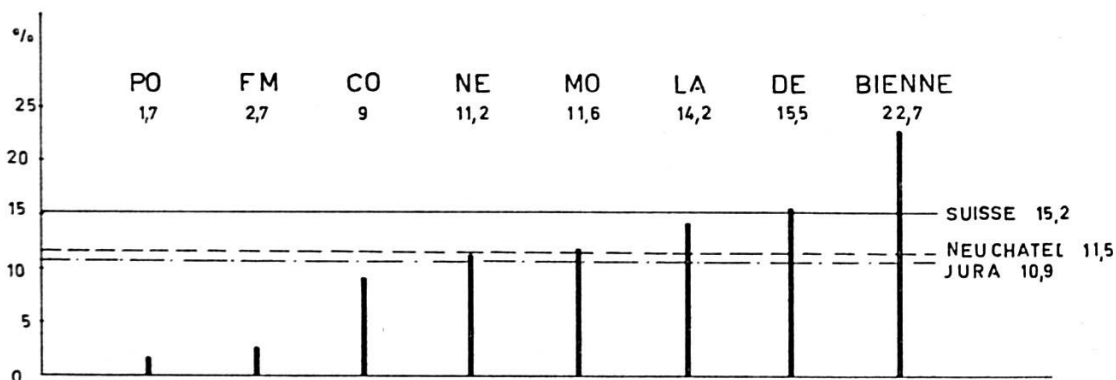 %
PO FM CO NE MO LA DE BIENNE
1,7 2,7 9 11,2 11,6 14,2 15,5 22,7
25
20
15
SUISSE 15,2
NEUCHATEL 11,5
10
JURA 10,9
5
0